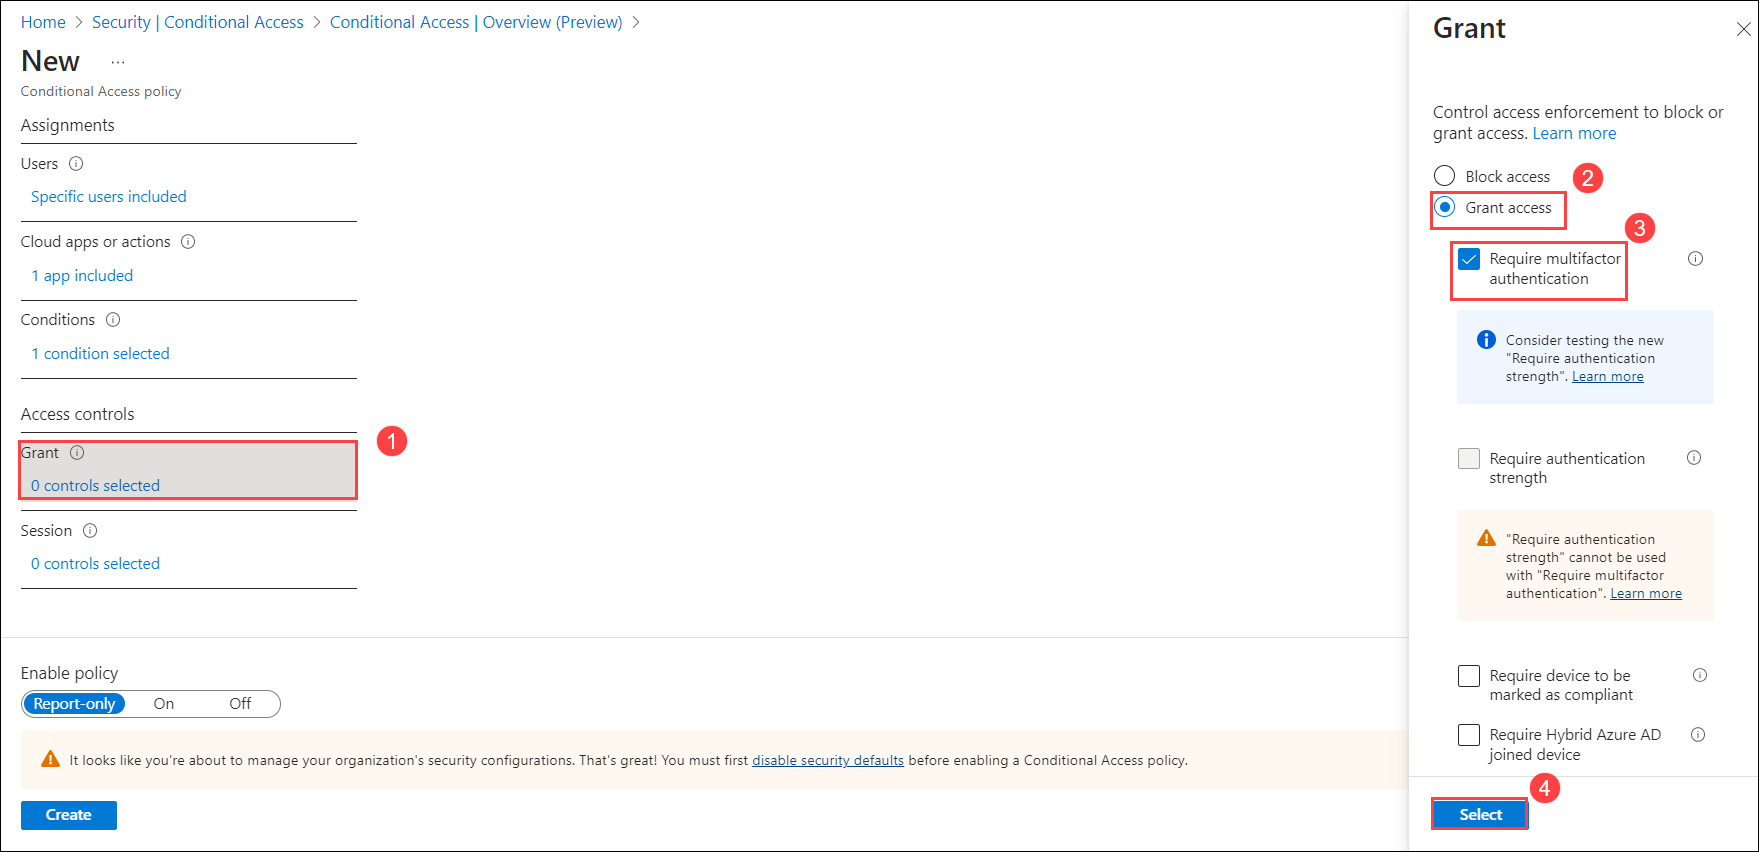 Home > Security | Conditional Access > Conditional Access | Overview (Preview) >
New ...
Conditional Access policy
Assignments
Users
Specific users included
Cloud apps or actions
1 app included
Conditions
1 condition selected
Access controls
1
Grant
0 controls selected
Session
0 controls selected
Enable policy
Report-only On Off
It looks like you're about to manage your organization's security configurations. That's great! You must first disable security defaults before enabling a Conditional Access policy.
Create
Grant
Control access enforcement to block or
grant access. Learn more
Block access
2
Grant access
3
Require multifactor
authentication
Consider testing the new
"Require authentication
strength". Learn more
Require authentication
strength
"Require authentication
strength" cannot be used
with "Require multifactor
authentication". Learn more
Require device to be
marked as compliant
Require Hybrid Azure AD
joined device
4
Select